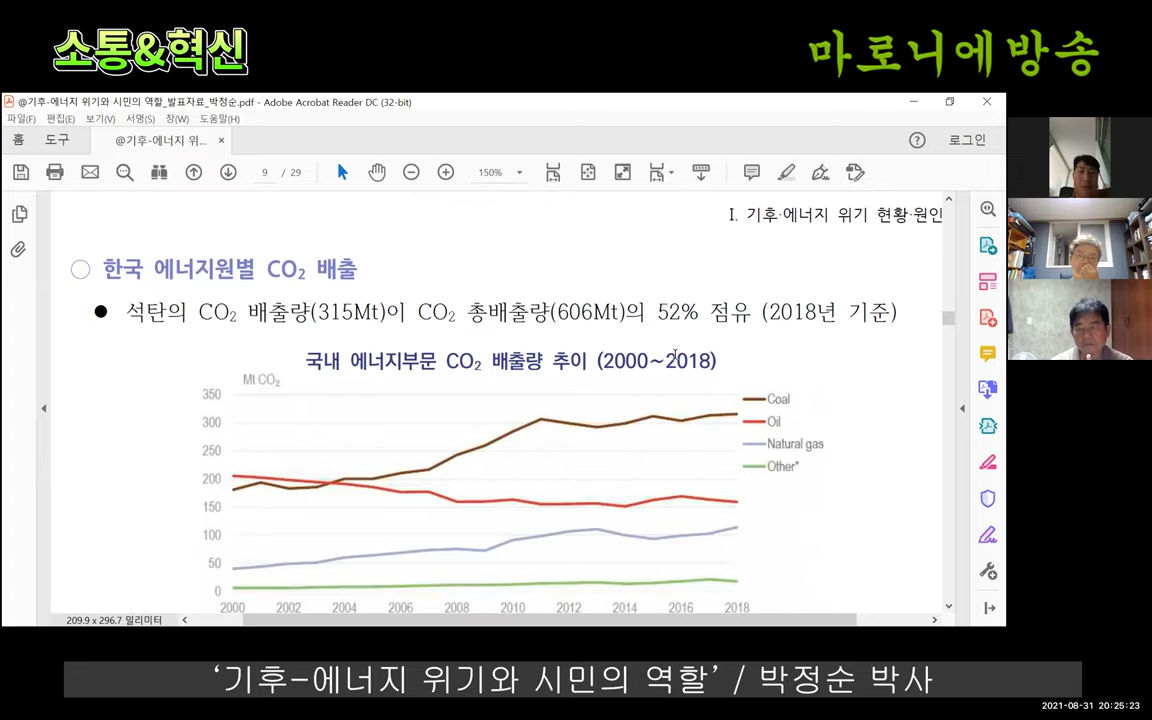 소통&혁신
마로니에방송
@기후-에너지 위기와 시민의 역할_발표자료_박정순.pdf - Adobe Acrobat Reader DC (32-bit)
파일(F) 편집(E) 보기(V) 서명(S) 창(W) 도움말(H)
홈 도구 @기후-에너지 위... × 로그인
9 / 29 150%
I. 기후·에너지 위기 현황·원인
○ 한국 에너지원별 CO₂ 배출
● 석탄의 CO₂ 배출량(315Mt)이 CO₂ 총배출량(606Mt)의 52% 점유 (2018년 기준)
국내 에너지부문 CO₂ 배출량 추이 (2000~2018)
Mt CO₂
350
300
250
200
150
100
50
0
2000 2002 2004 2006 2008 2010 2012 2014 2016 2018
Coal
Oil
Natural gas
Other*
209.9 x 296.7 밀리미터
‘기후-에너지 위기와 시민의 역할’ / 박정순 박사
2021-08-31 20:25:23